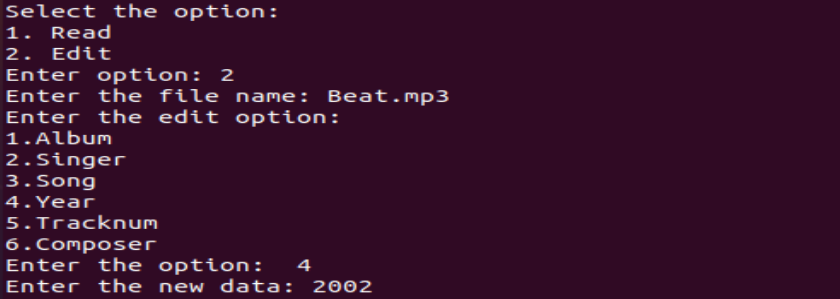 Select the option:
1. Read
2. Edit
Enter option: 2
Enter the file name: Beat.mp3
Enter the edit option:
1.Album
2.Singer
3.Song
4.Year
5.Tracknum
6.Composer
Enter the option:  4
Enter the new data: 2002